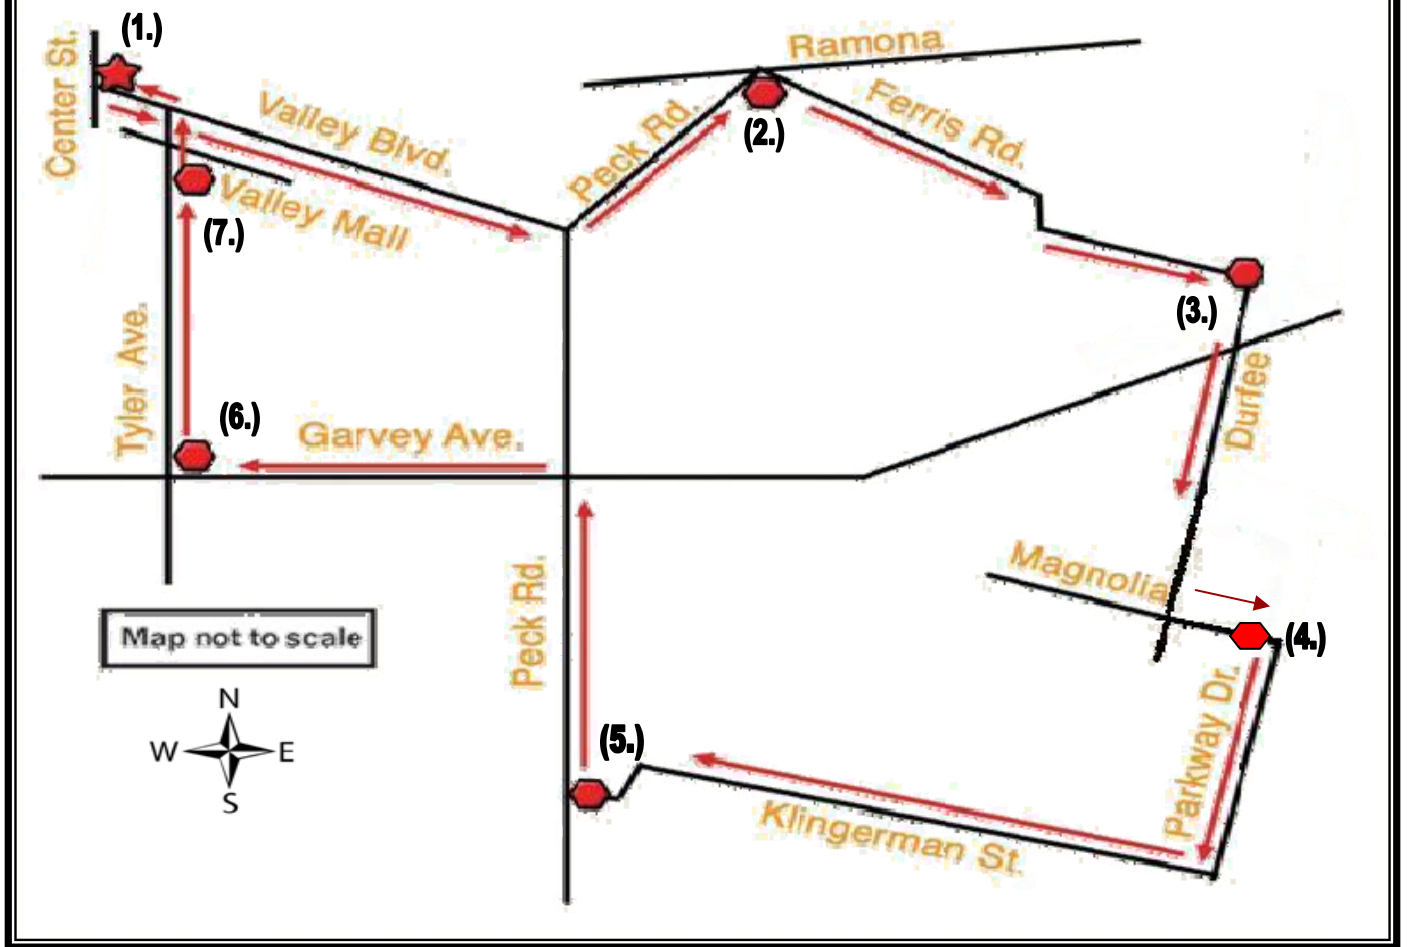 (1.)
Center St.
Ramona
Valley Blvd.
Peck Rd.
Ferris Rd.
(2.)
Valley Mall
(7.)
(3.)
Tyler Ave.
Durfee
(6.)
Garvey Ave.
Magnolia
Peck Rd.
Map not to scale
(4.)
Parkway Dr.
N
W E
S
(5.)
Klingerman St.